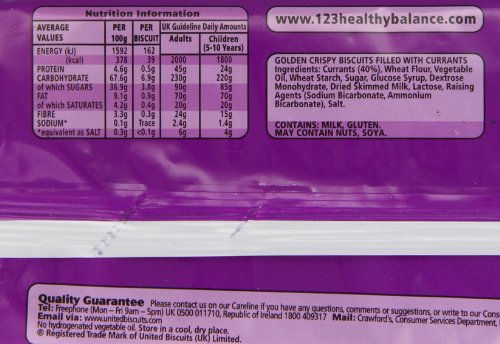 Nutrition Information
AVERAGE VALUES PER 100g PER BISCUIT UK Guideline Daily Amounts Adults Children (5-10 Years)
ENERGY (kJ) 1592 162
(kcal) 378 39 2000 1800
PROTEIN 4.6g 0.5g 45g 24g
CARBOHYDRATE 67.6g 6.9g 230g 220g
of which SUGARS 36.9g 3.8g 90g 85g
FAT 9.1g 0.9g 70g 70g
of which SATURATES 4.2g 0.4g 20g 20g
FIBRE 3.3g 0.3g 24g 15g
SODIUM* 0.1g Trace 2.4g 1.4g
*equivalent as SALT 0.3g <0.1g 6g 4g
www.123healthybalance.com
GOLDEN CRISPY BISCUITS FILLED WITH CURRANTS
Ingredients: Currants (40%), Wheat Flour, Vegetable
Oil, Wheat Starch, Sugar, Glucose Syrup, Dextrose
Monohydrate, Dried Skimmed Milk, Lactose, Raising
Agents (Sodium Bicarbonate, Ammonium
Bicarbonate), Salt.
CONTAINS: MILK, GLUTEN.
MAY CONTAIN NUTS, SOYA.
Quality Guarantee Please contact us on our Careline if you have any questions, comments or suggestions, or write to our Cons
Tel: Freephone (Mon – Fri 9am – 5pm) UK 0500 011710, Republic of Ireland 1800 409317 Mail: Crawford's, Consumer Services Department,
Email via: www.unitedbiscuits.com
No hydrogenated vegetable oil. Store in a cool, dry place.
® Registered Trade Mark of United Biscuits (UK) Limited.